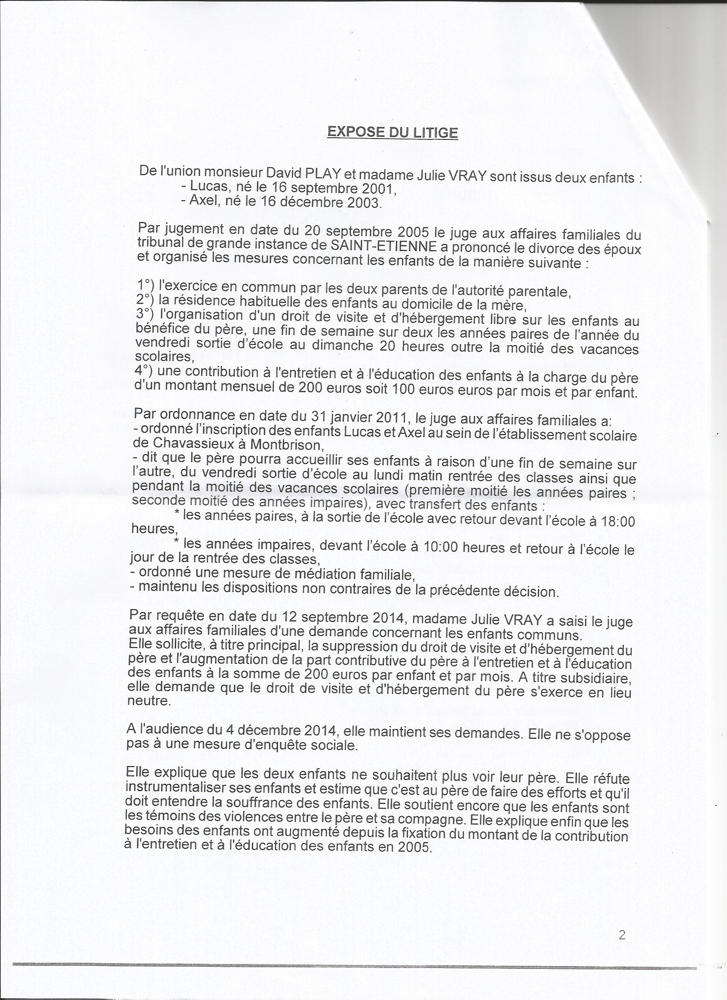 EXPOSE DU LITIGE
De l'union monsieur David PLAY et madame Julie VRAY sont issus deux enfants :
- Lucas, né le 16 septembre 2001,
- Axel, né le 16 décembre 2003.
Par jugement en date du 20 septembre 2005 le juge aux affaires familiales du
tribunal de grande instance de SAINT-ETIENNE a prononcé le divorce des époux
et organisé les mesures concernant les enfants de la manière suivante :
1°) l'exercice en commun par les deux parents de l'autorité parentale,
2°) la résidence habituelle des enfants au domicile de la mère,
3°) l'organisation d'un droit de visite et d'hébergement libre sur les enfants au
bénéfice du père, une fin de semaine sur deux les années paires de l'année du
vendredi sortie d'école au dimanche 20 heures outre la moitié des vacances
scolaires,
4°) une contribution à l'entretien et à l'éducation des enfants à la charge du père
d'un montant mensuel de 200 euros soit 100 euros euros par mois et par enfant.
Par ordonnance en date du 31 janvier 2011, le juge aux affaires familiales a:
- ordonné l'inscription des enfants Lucas et Axel au sein de l'établissement scolaire
de Chavassieux à Montbrison,
- dit que le père pourra accueillir ses enfants à raison d'une fin de semaine sur
l'autre, du vendredi sortie d'école au lundi matin rentrée des classes ainsi que
pendant la moitié des vacances scolaires (première moitié les années paires ;
seconde moitié des années impaires), avec transfert des enfants :
* les années paires, à la sortie de l'école avec retour devant l'école à 18:00
heures,
* les années impaires, devant l'école à 10:00 heures et retour à l'école le
jour de la rentrée des classes,
- ordonné une mesure de médiation familiale,
- maintenu les dispositions non contraires de la précédente décision.
Par requête en date du 12 septembre 2014, madame Julie VRAY a saisi le juge
aux affaires familiales d'une demande concernant les enfants communs.
Elle sollicite, à titre principal, la suppression du droit de visite et d'hébergement du
père et l'augmentation de la part contributive du père à l'entretien et à l'éducation
des enfants à la somme de 200 euros par enfant et par mois. A titre subsidiaire,
elle demande que le droit de visite et d'hébergement du père s'exerce en lieu
neutre.
A l'audience du 4 décembre 2014, elle maintient ses demandes. Elle ne s'oppose
pas à une mesure d'enquête sociale.
Elle explique que les deux enfants ne souhaitent plus voir leur père. Elle réfute
instrumentaliser ses enfants et estime que c'est au père de faire des efforts et qu'il
doit entendre la souffrance des enfants. Elle soutient encore que les enfants sont
les témoins des violences entre le père et sa compagne. Elle explique enfin que les
besoins des enfants ont augmenté depuis la fixation du montant de la contribution
à l'entretien et à l'éducation des enfants en 2005.
2